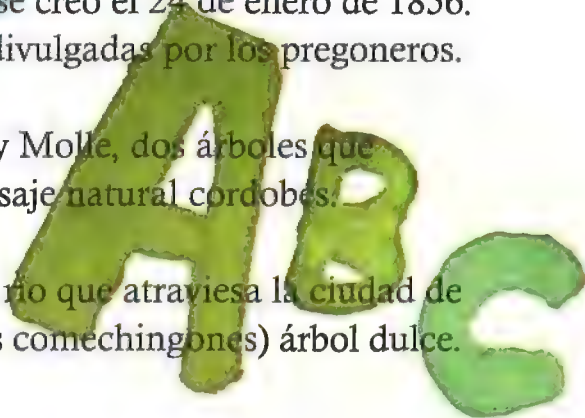 se creó el 24 de enero de 1856.
divulgadas por los pregoneros.
y Molle, dos árboles que
saje natural cordobés.
río que atraviesa la ciudad de
s comechingones) árbol dulce.
ABC